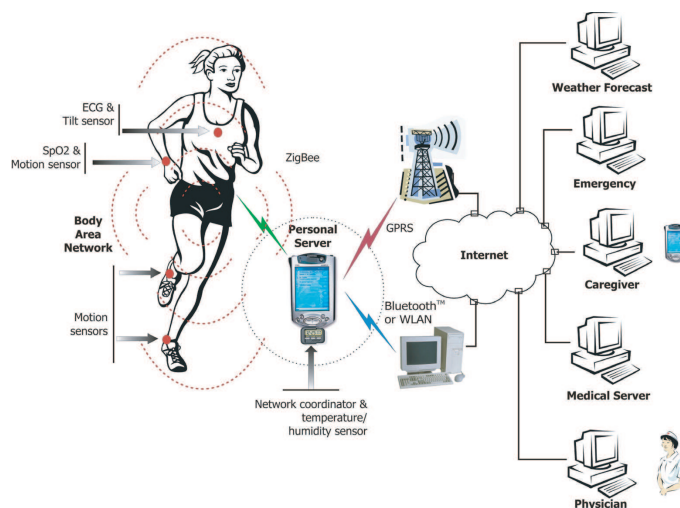 ECG &
Tilt sensor
SpO2 &
Motion sensor
Body
Area
Network
Motion
sensors
ZigBee
Personal
Server
Network coordinator &
temperature/
humidity sensor
GPRS
Bluetooth™
or WLAN
Internet
Weather Forecast
Emergency
Caregiver
Medical Server
Physician